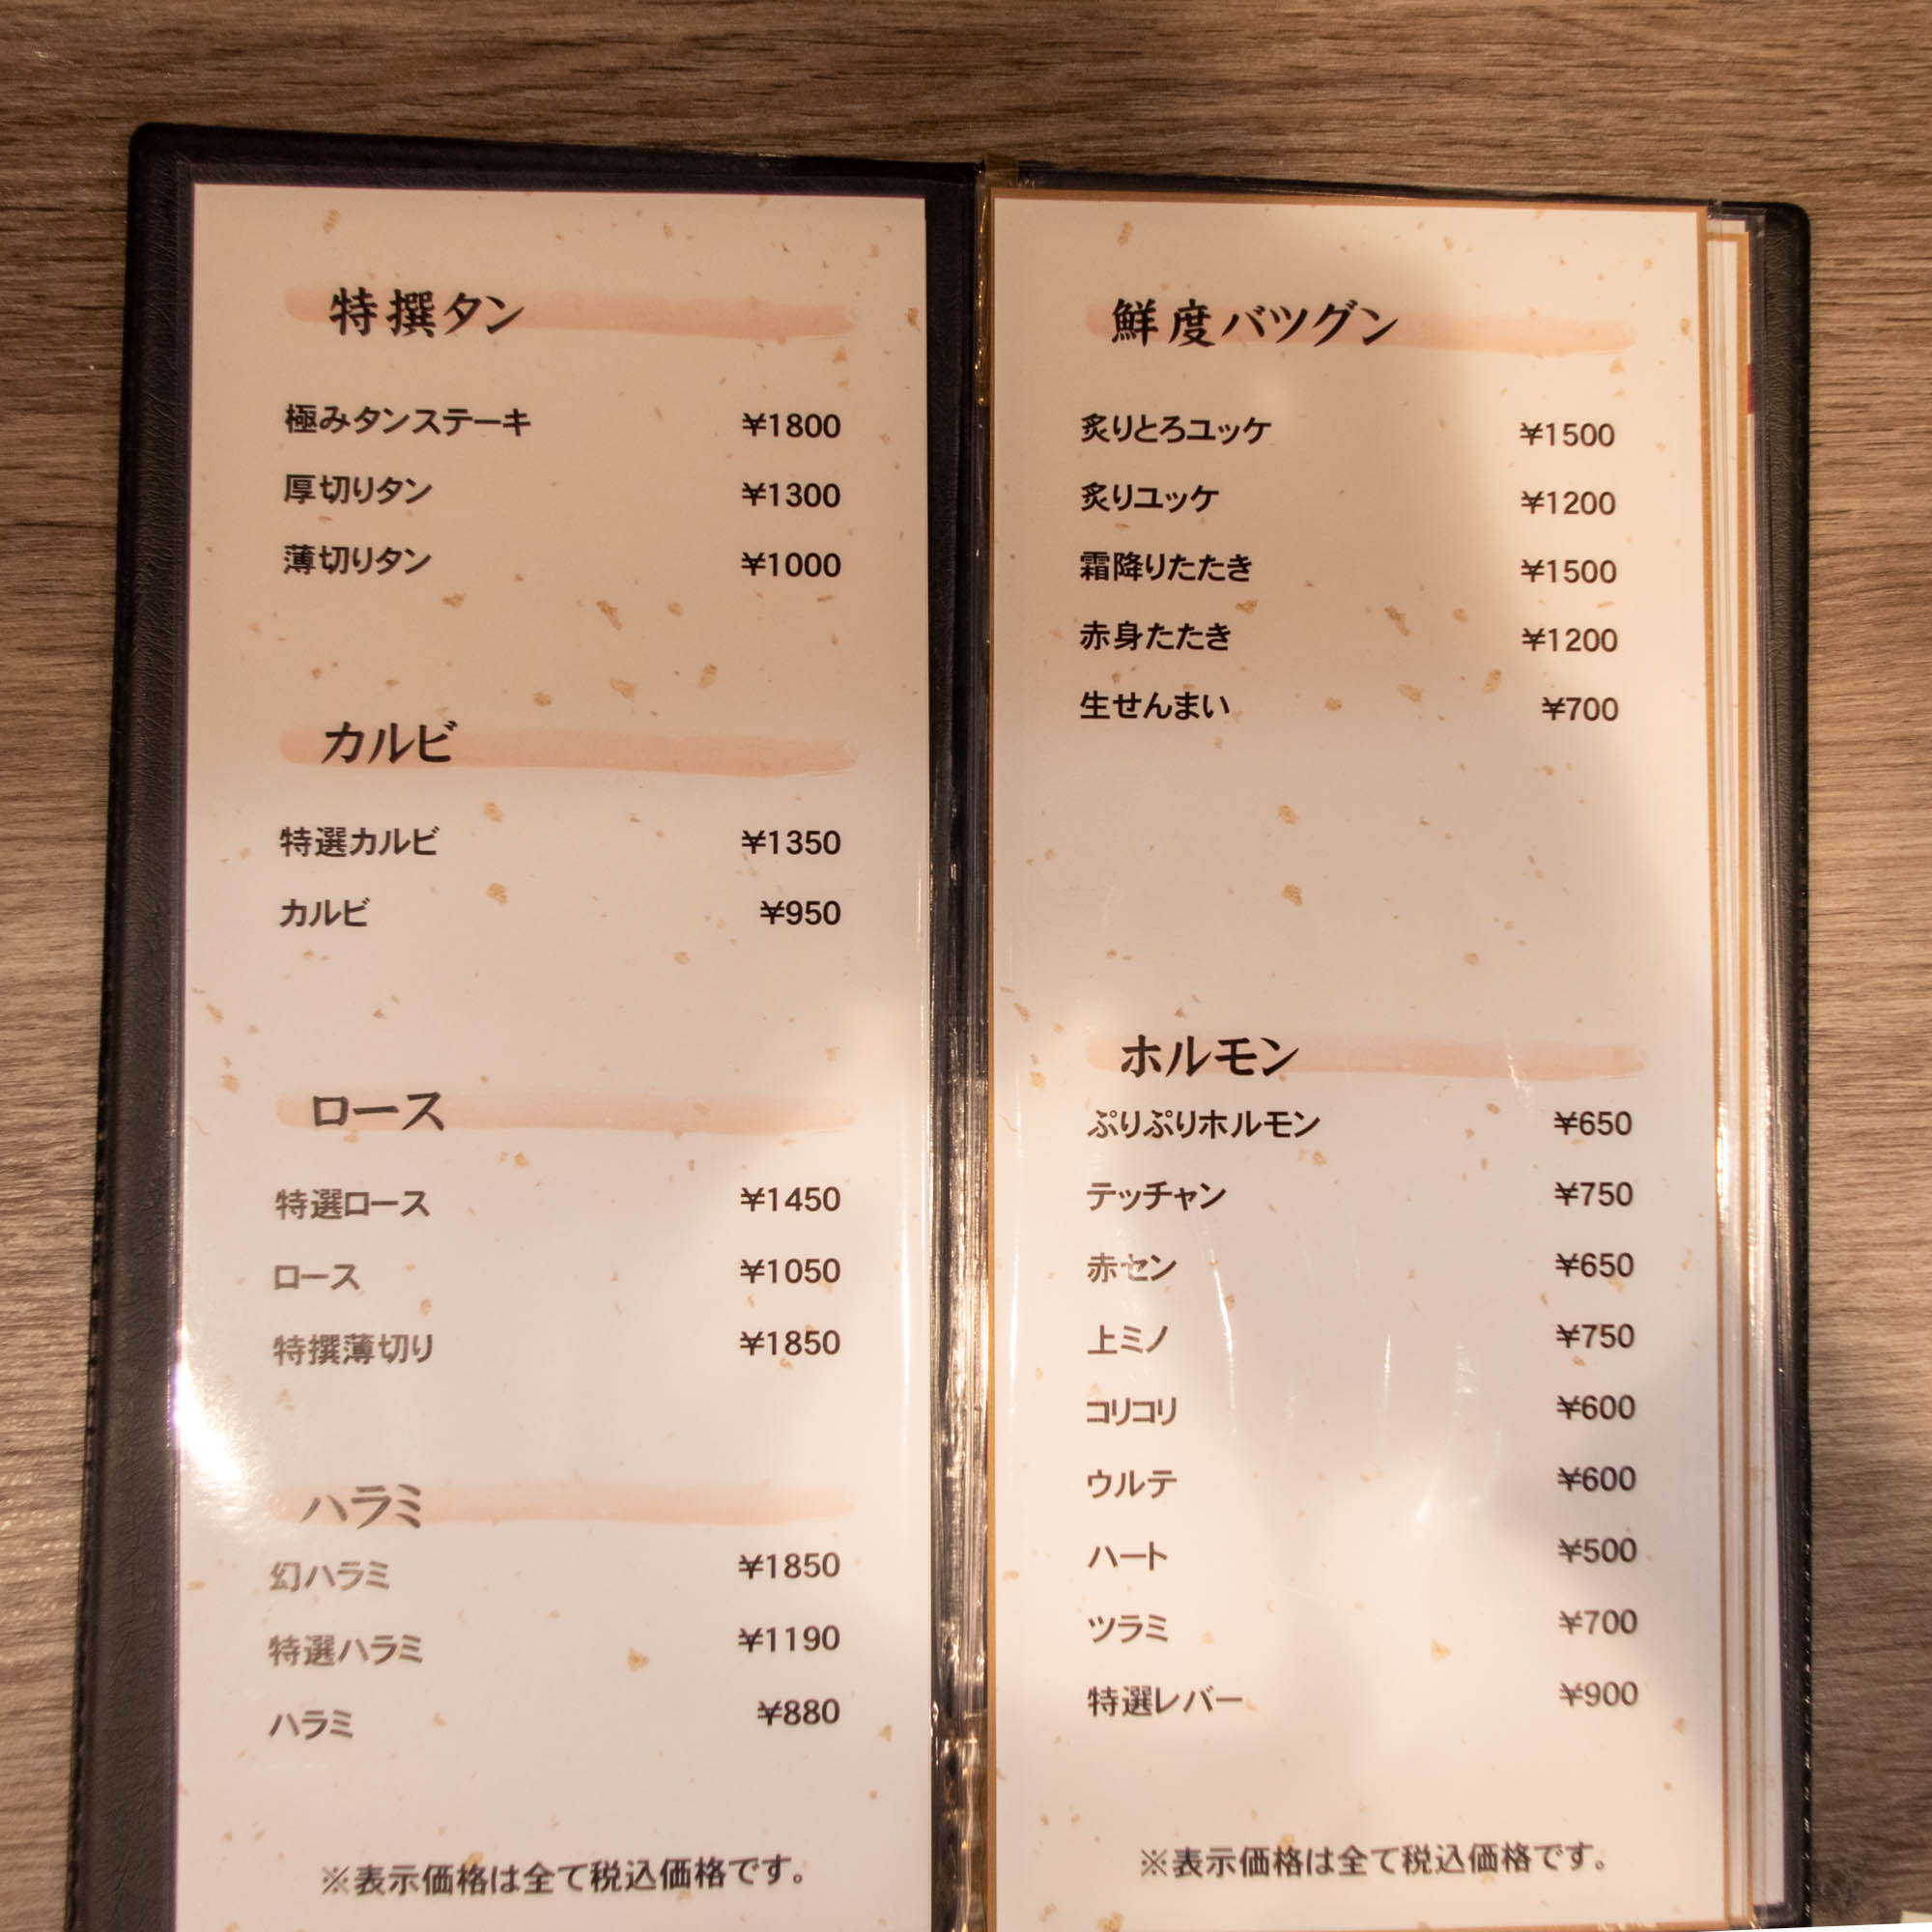 特撰タン
極みタンステーキ ¥1800
厚切りタン ¥1300
薄切りタン ¥1000
カルビ
特選カルビ ¥1350
カルビ ¥950
ロース
特選ロース ¥1450
ロース ¥1050
特撰薄切り ¥1850
ハラミ
幻ハラミ ¥1850
特選ハラミ ¥1190
ハラミ ¥880
※表示価格は全て税込価格です。
鮮度バツグン
炙りとろユッケ ¥1500
炙りユッケ ¥1200
霜降りたたき ¥1500
赤身たたき ¥1200
生せんまい ¥700
ホルモン
ぷりぷりホルモン ¥650
テッチャン ¥750
赤セン ¥650
上ミノ ¥750
コリコリ ¥600
ウルテ ¥600
ハート ¥500
ツラミ ¥700
特選レバー ¥900
※表示価格は全て税込価格です。